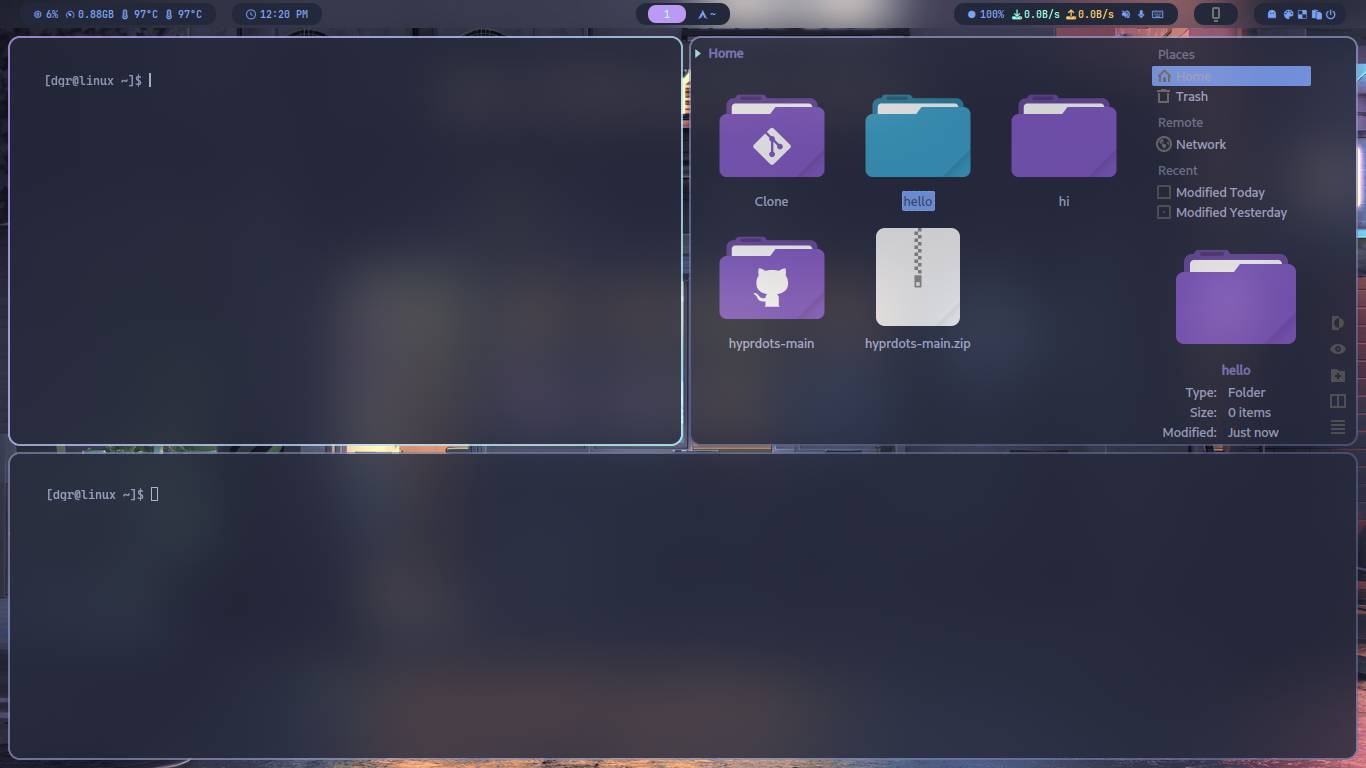 6% 0.88GB 97°C 97°C 12:20 PM 1 ~ 100% 0.0B/s 0.0B/s
[dgr@linux ~]$
Home
Clone
hello
hi
hyprdots-main
hyprdots-main.zip
Places
Home
Trash
Remote
Network
Recent
Modified Today
Modified Yesterday
hello
Type: Folder
Size: 0 items
Modified: Just now
[dgr@linux ~]$